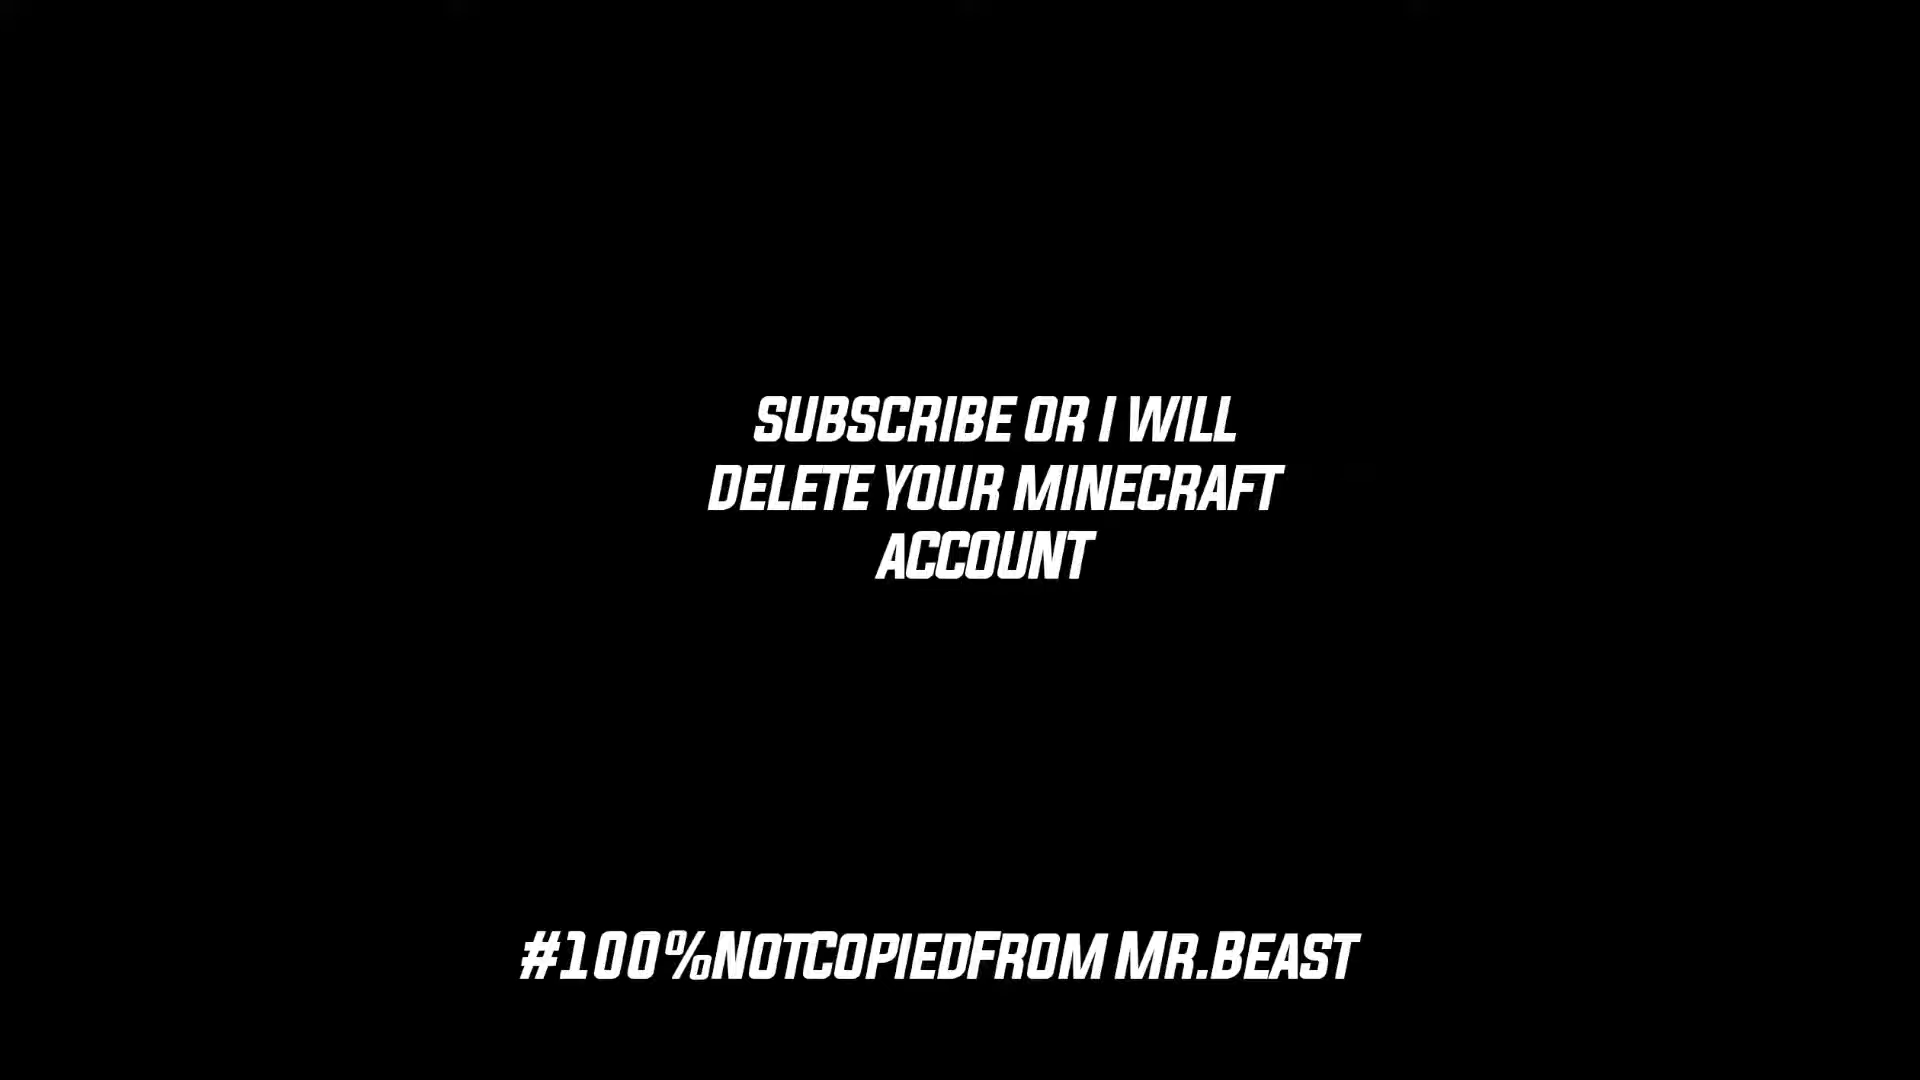 SUBSCRIBE OR I WILL
DELETE YOUR MINECRAFT
ACCOUNT
#100%NOTCOPIEDFROM MR.BEAST